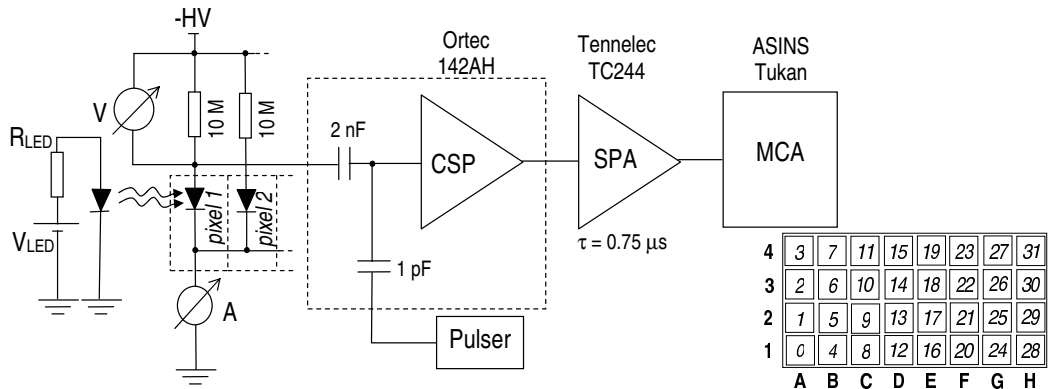 -HV
Ortec
142AH
Tennelec
TC244
ASINS
Tukan
V
10 M
10 M
R_LED
2 nF
CSP
SPA
MCA
pixel 1
pixel 2
V_LED
τ = 0.75 μs
1 pF
A
Pulser
4 3 7 11 15 19 23 27 31
3 2 6 10 14 18 22 26 30
2 1 5 9 13 17 21 25 29
1 0 4 8 12 16 20 24 28
A B C D E F G H